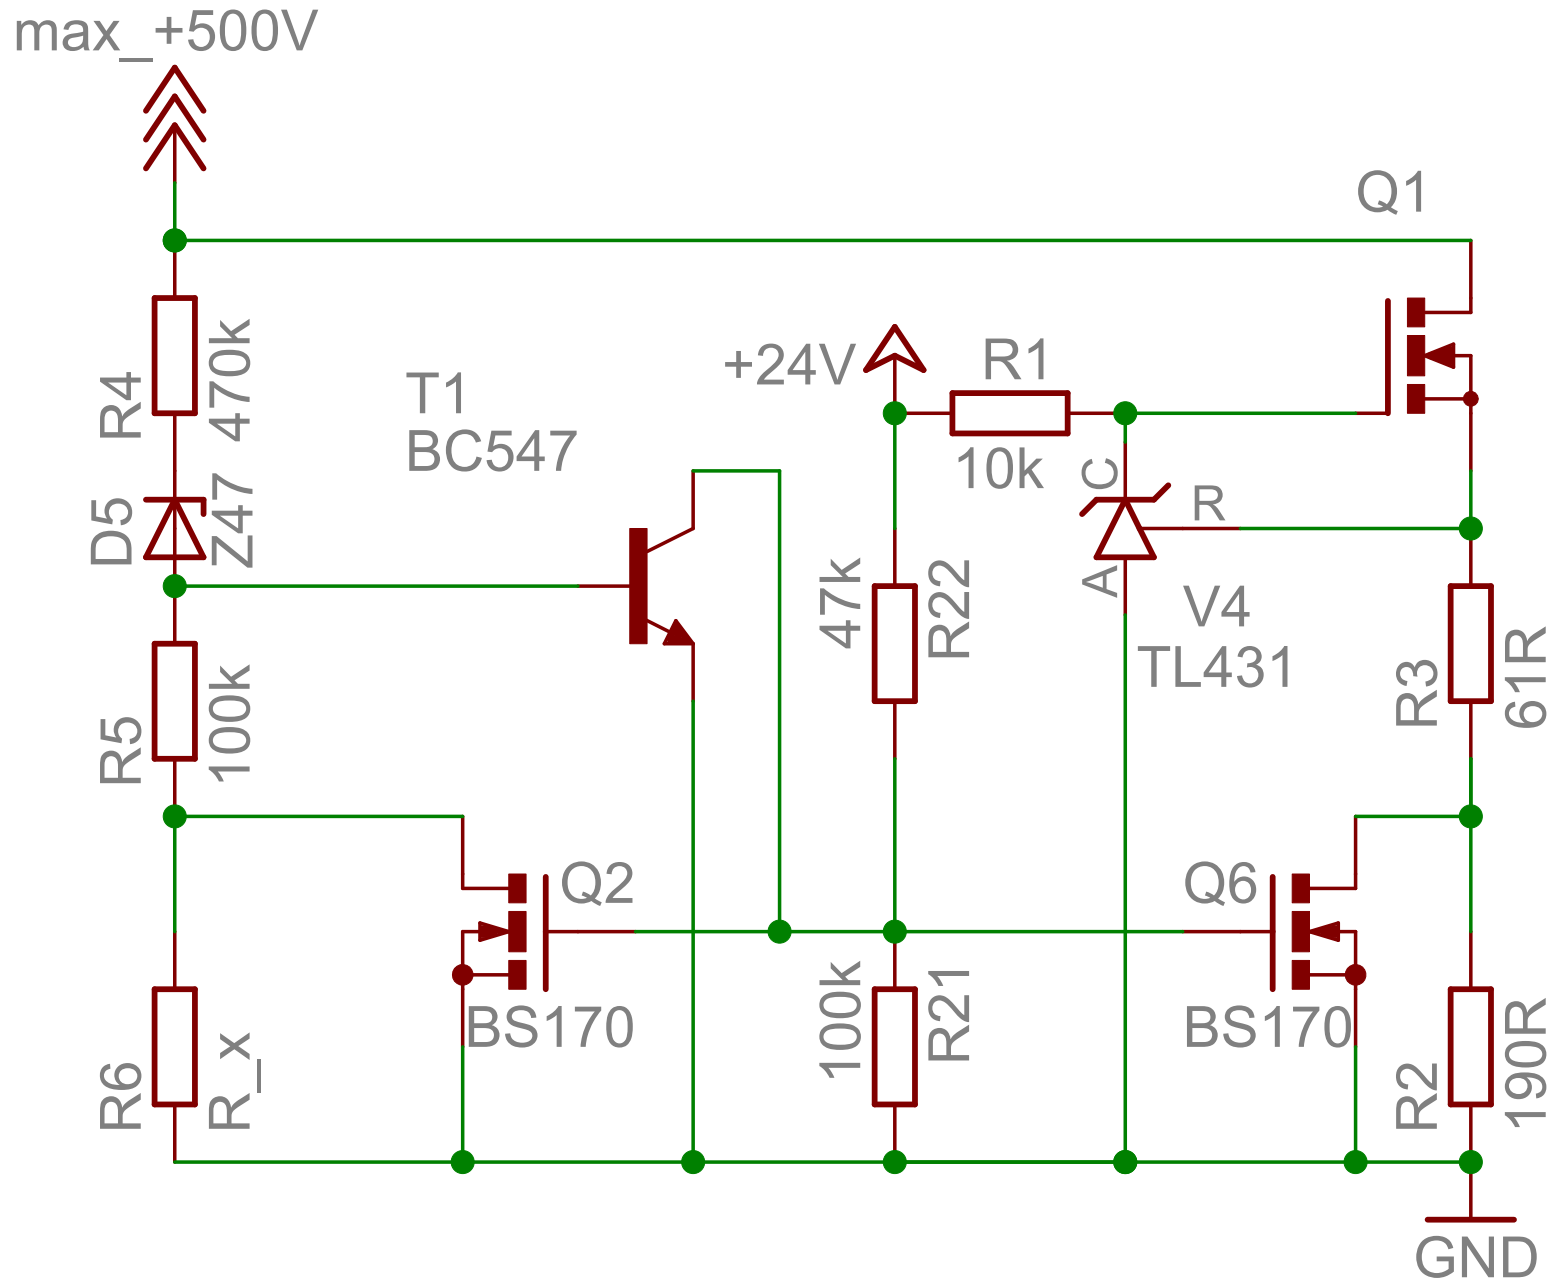 max_+500V
Q1
R4
470k
T1
BC547
+24V
R1
10k
D5
Z47
C
R
A
V4
TL431
47k
R22
R3
61R
R5
100k
Q2
BS170
Q6
BS170
100k
R21
R6
R_x
R2
190R
GND